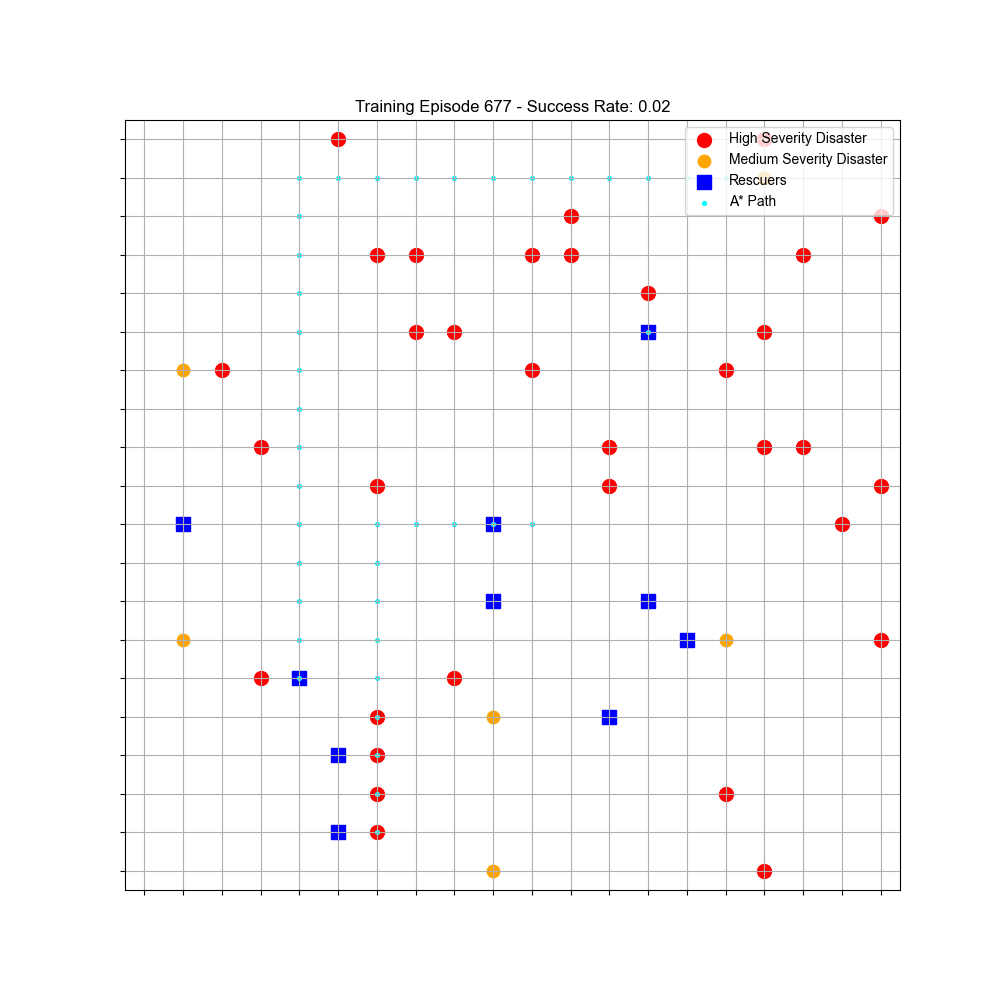 Training Episode 677 - Success Rate: 0.02
High Severity Disaster
Medium Severity Disaster
Rescuers
A* Path